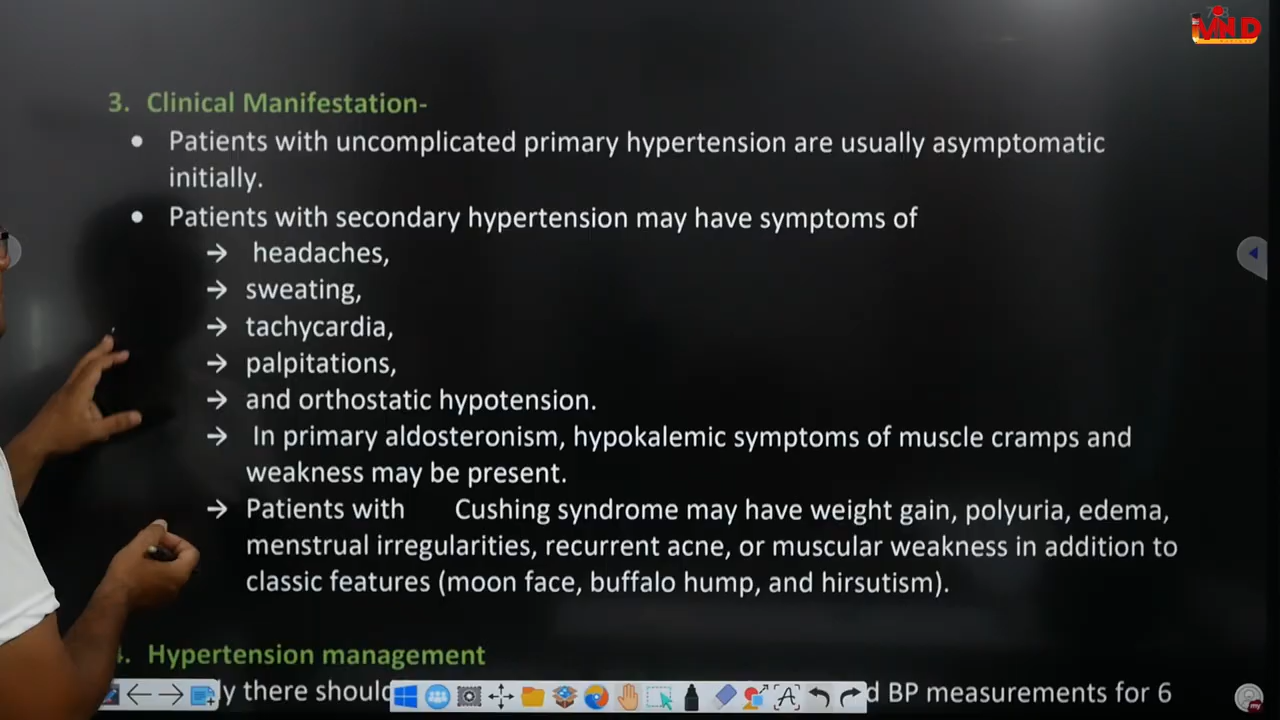 3. Clinical Manifestation-
• Patients with uncomplicated primary hypertension are usually asymptomatic
initially.
• Patients with secondary hypertension may have symptoms of
→ headaches,
→ sweating,
→ tachycardia,
→ palpitations,
→ and orthostatic hypotension.
→ In primary aldosteronism, hypokalemic symptoms of muscle cramps and
weakness may be present.
→ Patients with Cushing syndrome may have weight gain, polyuria, edema,
menstrual irregularities, recurrent acne, or muscular weakness in addition to
classic features (moon face, buffalo hump, and hirsutism).
4. Hypertension management
there should BP measurements for 6